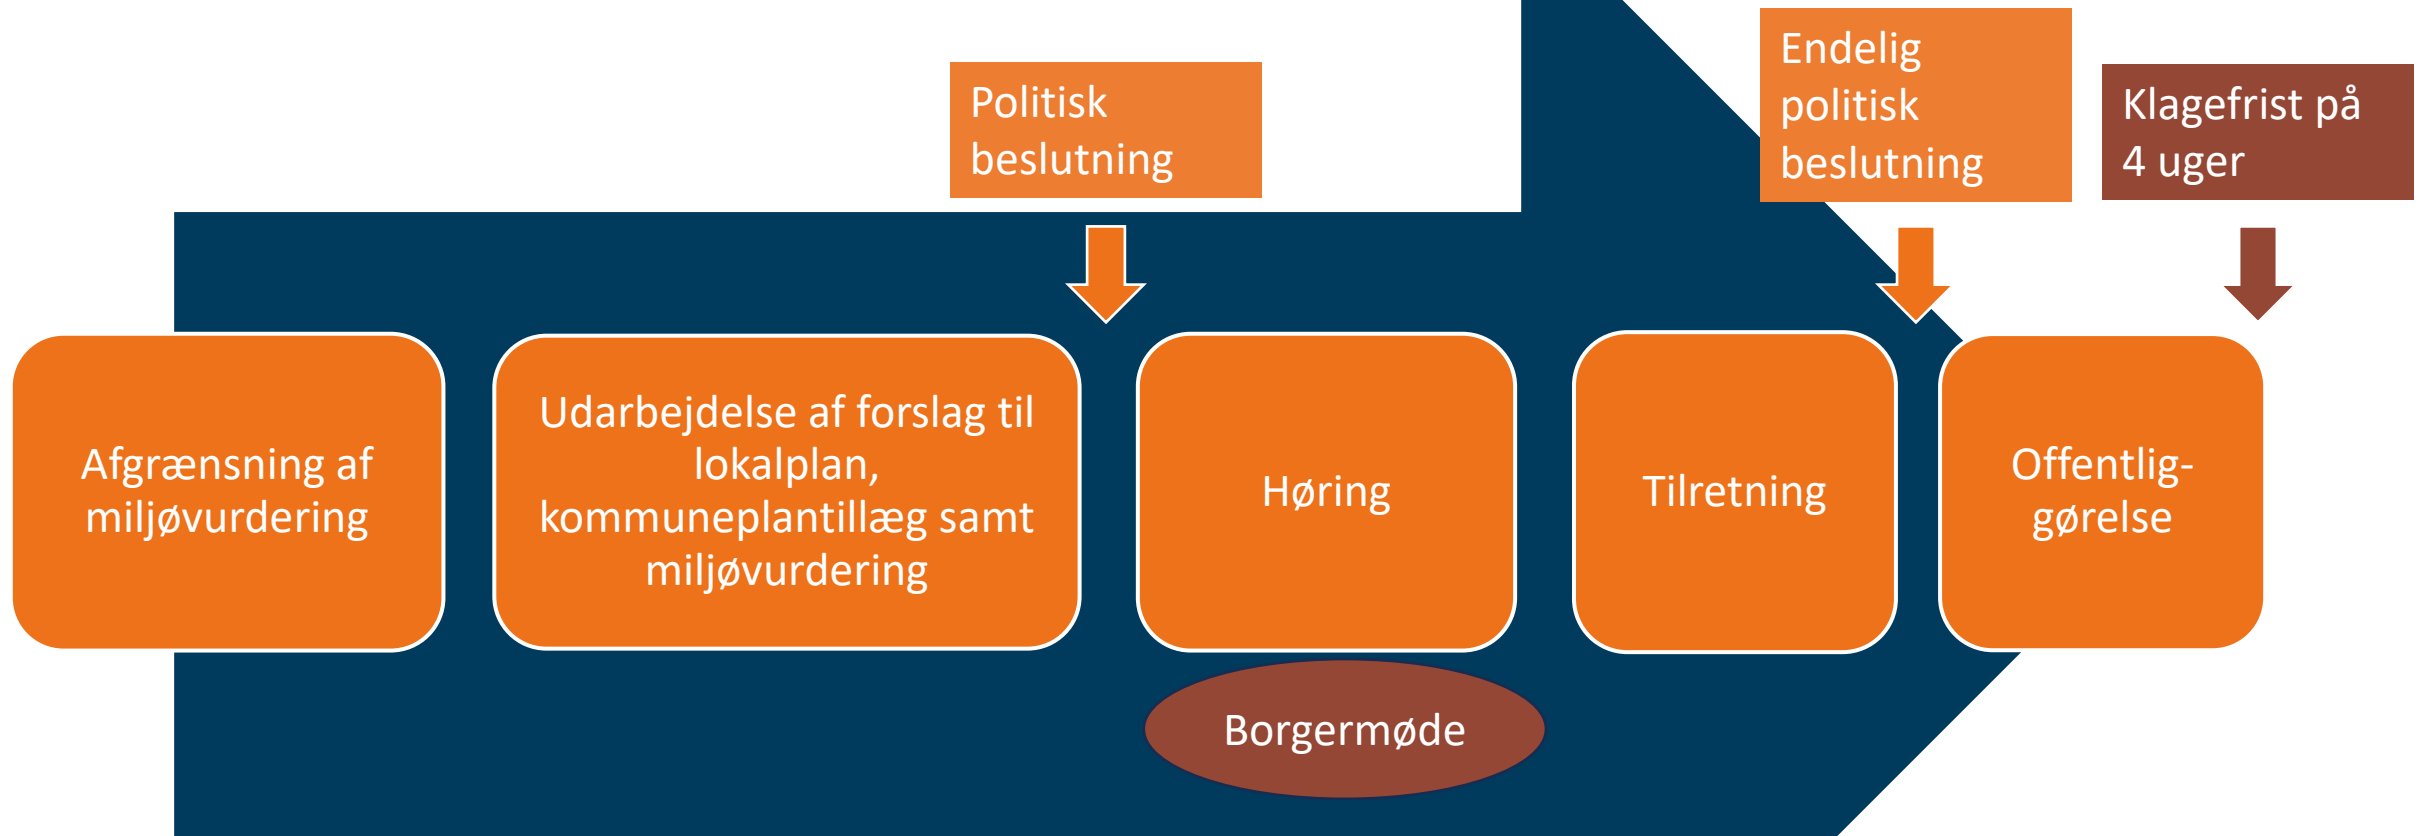 Politisk
beslutning
Endelig
politisk
beslutning
Klagefrist på
4 uger
Afgrænsning af
miljøvurdering
Udarbejdelse af forslag til
lokalplan,
kommuneplantillæg samt
miljøvurdering
Høring
Tilretning
Offentlig-
gørelse
Borgermøde